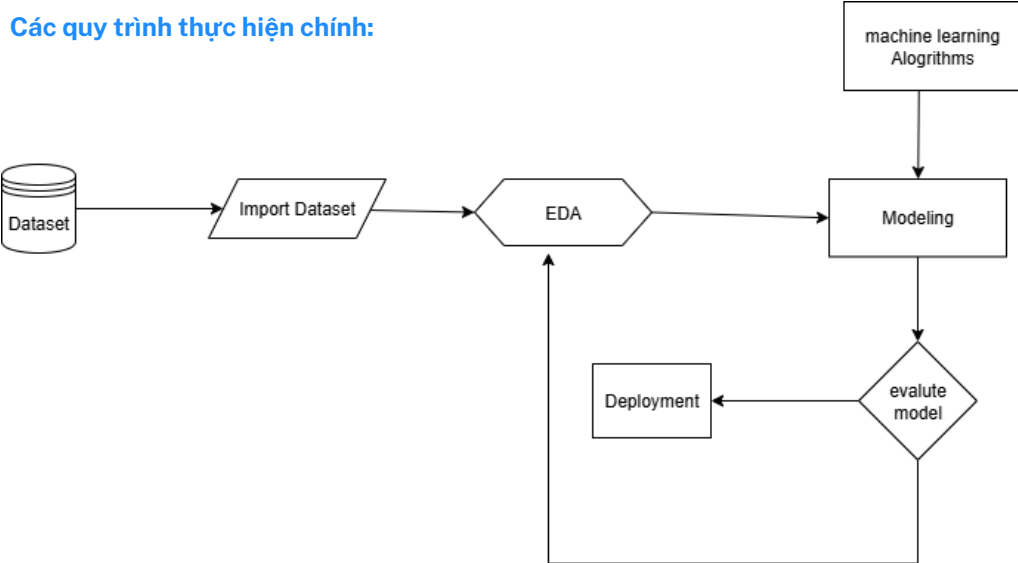 Các quy trình thực hiện chính:
machine learning
Alogrithms
Dataset
Import Dataset
EDA
Modeling
Deployment
evalute
model